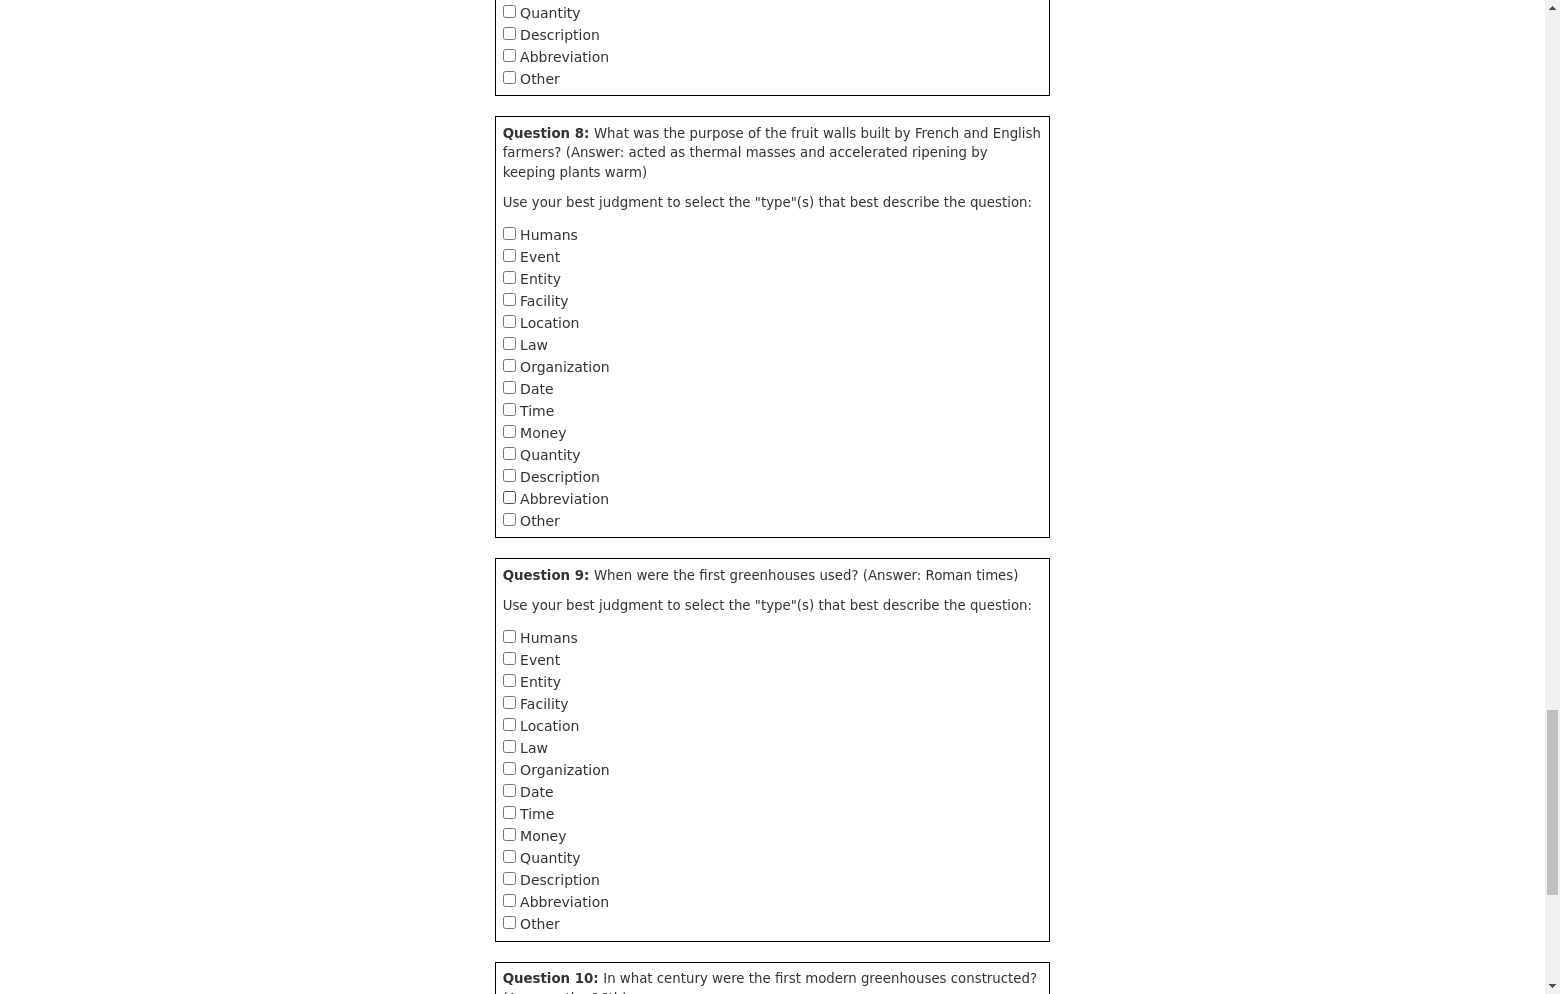 Quantity
Description
Abbreviation
Other
Question 8: What was the purpose of the fruit walls built by French and English
farmers? (Answer: acted as thermal masses and accelerated ripening by
keeping plants warm)
Use your best judgment to select the "type"(s) that best describe the question:
Humans
Event
Entity
Facility
Location
Law
Organization
Date
Time
Money
Quantity
Description
Abbreviation
Other
Question 9: When were the first greenhouses used? (Answer: Roman times)
Use your best judgment to select the "type"(s) that best describe the question:
Humans
Event
Entity
Facility
Location
Law
Organization
Date
Time
Money
Quantity
Description
Abbreviation
Other
Question 10: In what century were the first modern greenhouses constructed?